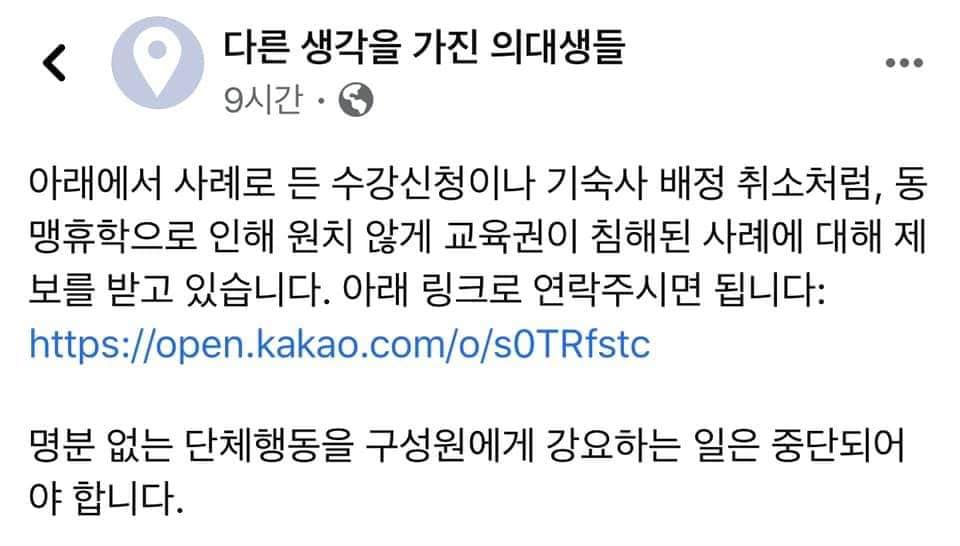 다른 생각을 가진 의대생들
9시간 ·
아래에서 사례로 든 수강신청이나 기숙사 배정 취소처럼, 동
맹휴학으로 인해 원치 않게 교육권이 침해된 사례에 대해 제
보를 받고 있습니다. 아래 링크로 연락주시면 됩니다:
https://open.kakao.com/o/s0TRfstc
명분 없는 단체행동을 구성원에게 강요하는 일은 중단되어
야 합니다.